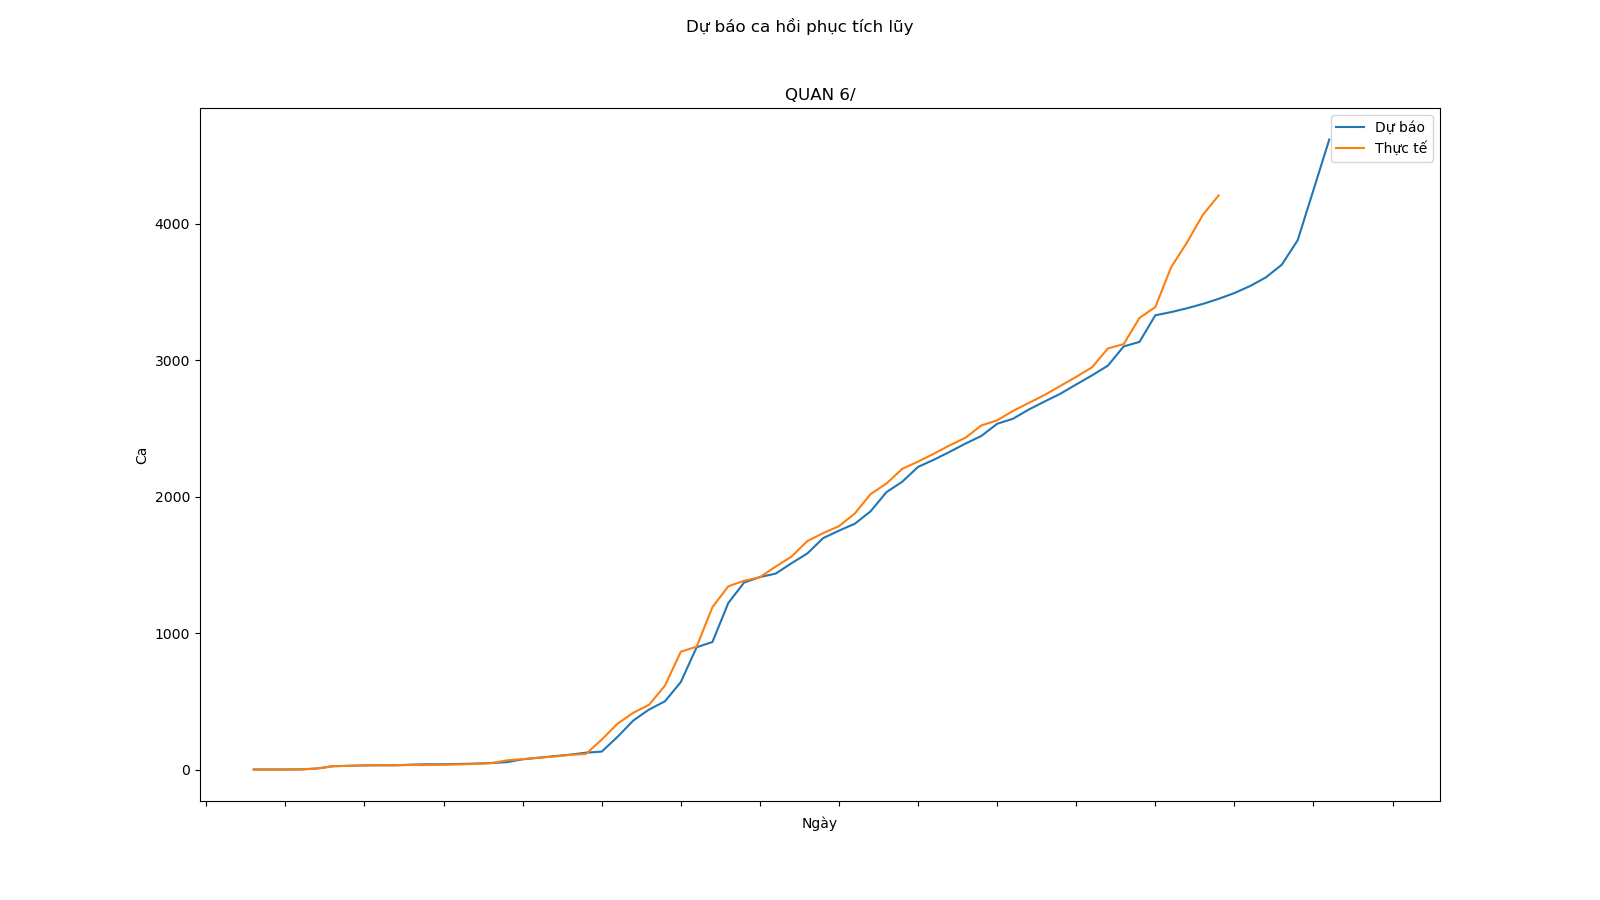 Dự báo ca hồi phục tích lũy
QUAN 6/
Dự báo
Thực tế
4000
3000
2000
1000
0
Ca
Ngày